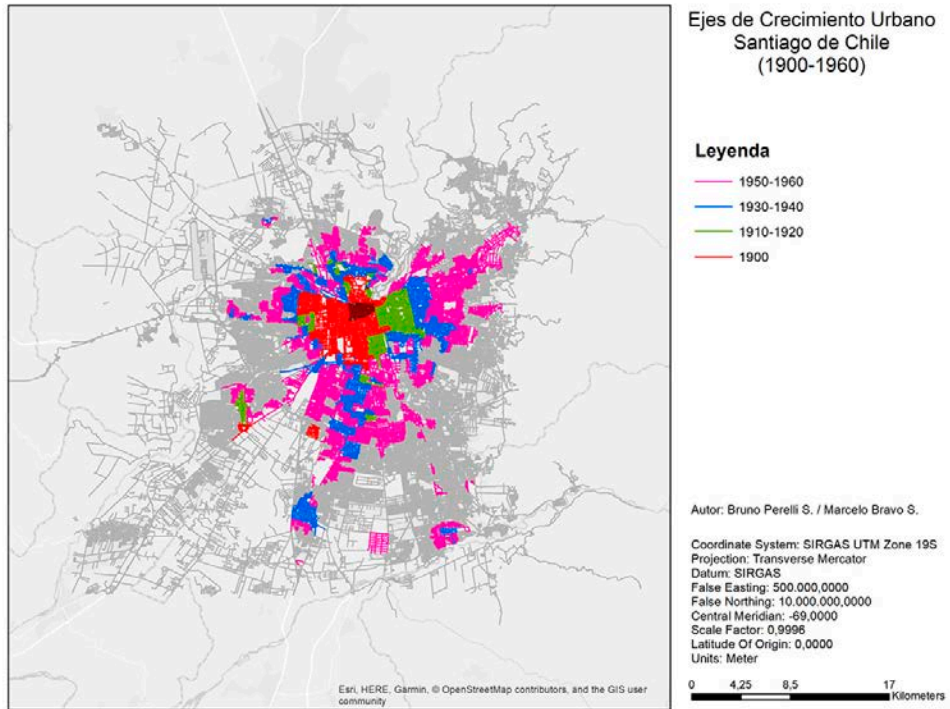 Ejes de Crecimiento Urbano
Santiago de Chile
(1900-1960)
Leyenda
1950-1960
1930-1940
1910-1920
1900
Autor: Bruno Perelli S. / Marcelo Bravo S.
Coordinate System: SIRGAS UTM Zone 19S
Projection: Transverse Mercator
Datum: SIRGAS
False Easting: 500.000,0000
False Northing: 10.000.000,0000
Central Meridian: -69,0000
Scale Factor: 0,9996
Latitude Of Origin: 0,0000
Units: Meter
0 4,25 8,5 17
Kilometers
Esri, HERE, Garmin, © OpenStreetMap contributors, and the GIS user
community